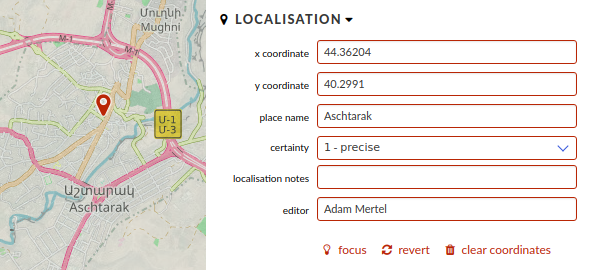 Մուղնի
Mughni
M-1
M-1
Մ-1
Մ-3
Աշտարակ
Aschtarak
LOCALISATION
x coordinate 44.36204
y coordinate 40.2991
place name Aschtarak
certainty 1 - precise
localisation notes
editor Adam Mertel
focus revert clear coordinates